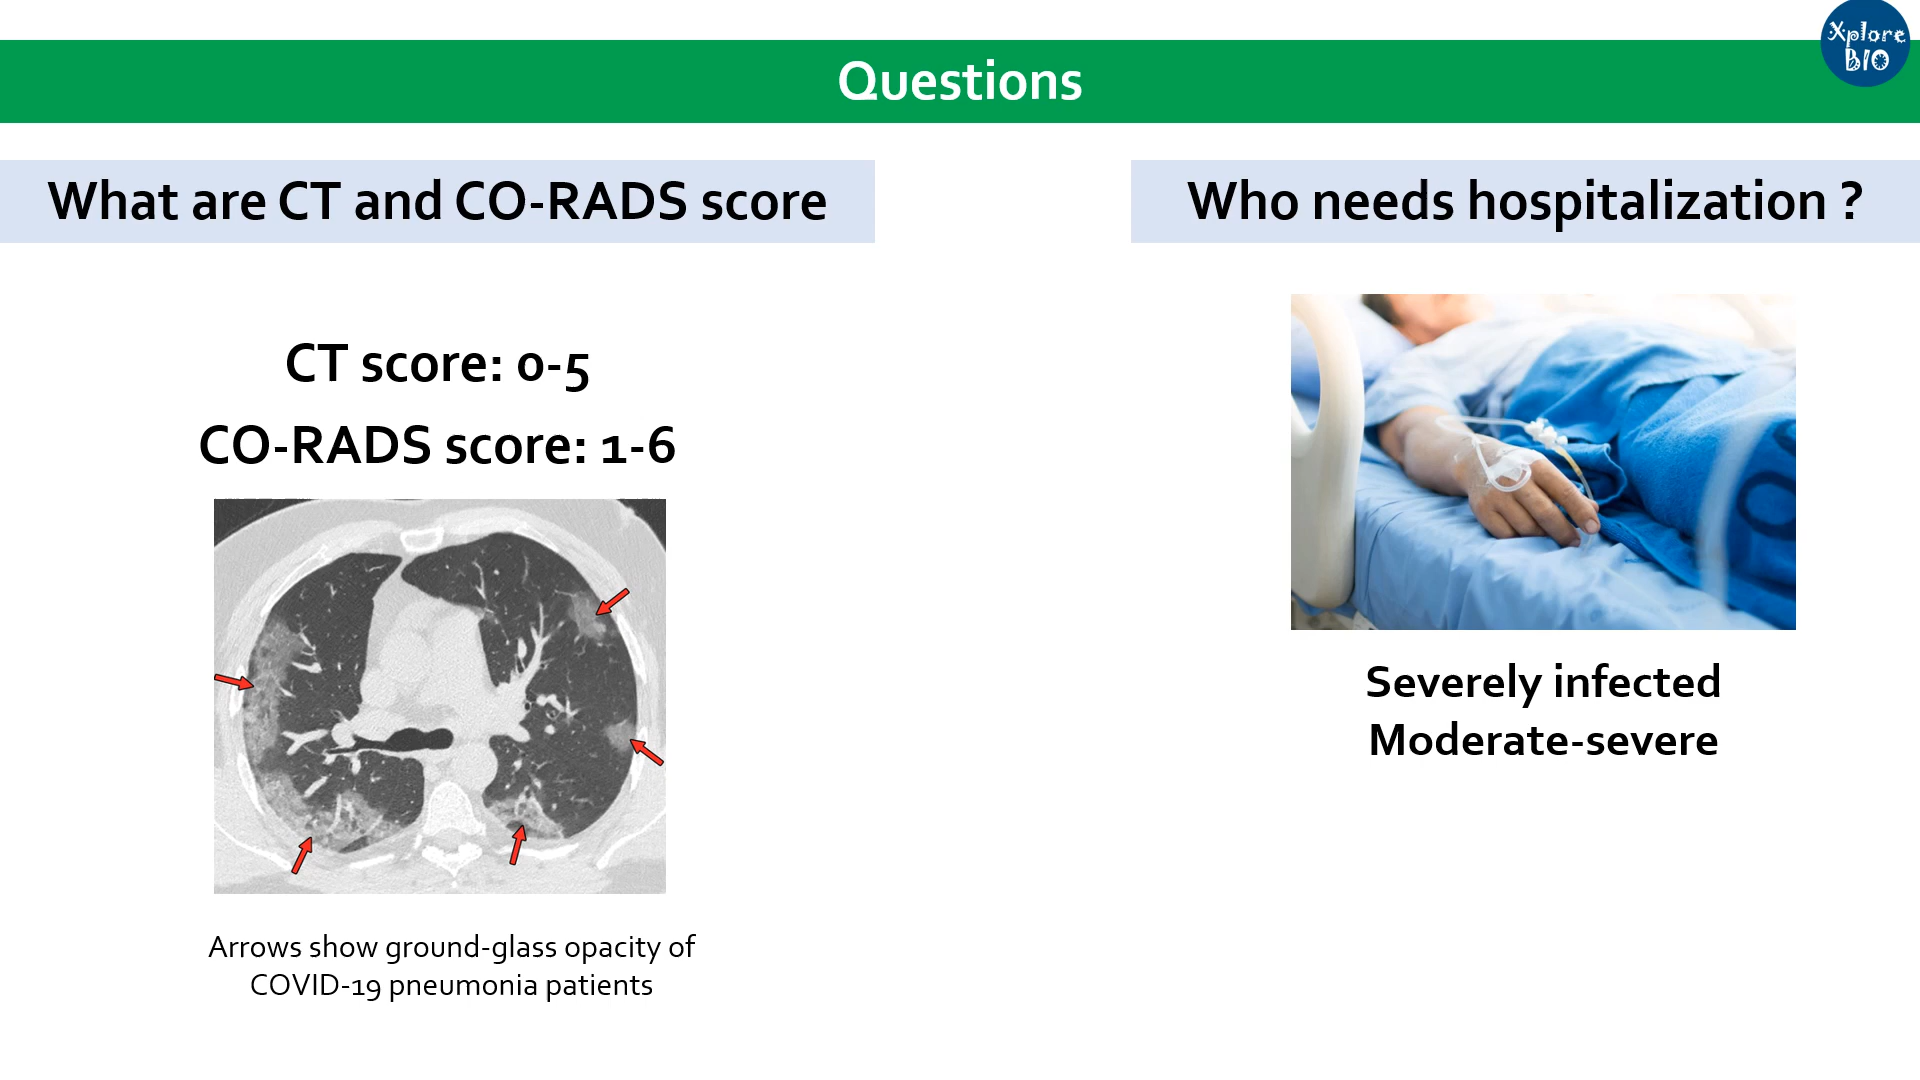 Xplore
BIO
Questions
What are CT and CO-RADS score
CT score: 0-5
CO-RADS score: 1-6
Arrows show ground-glass opacity of
COVID-19 pneumonia patients
Who needs hospitalization ?
Severely infected
Moderate-severe